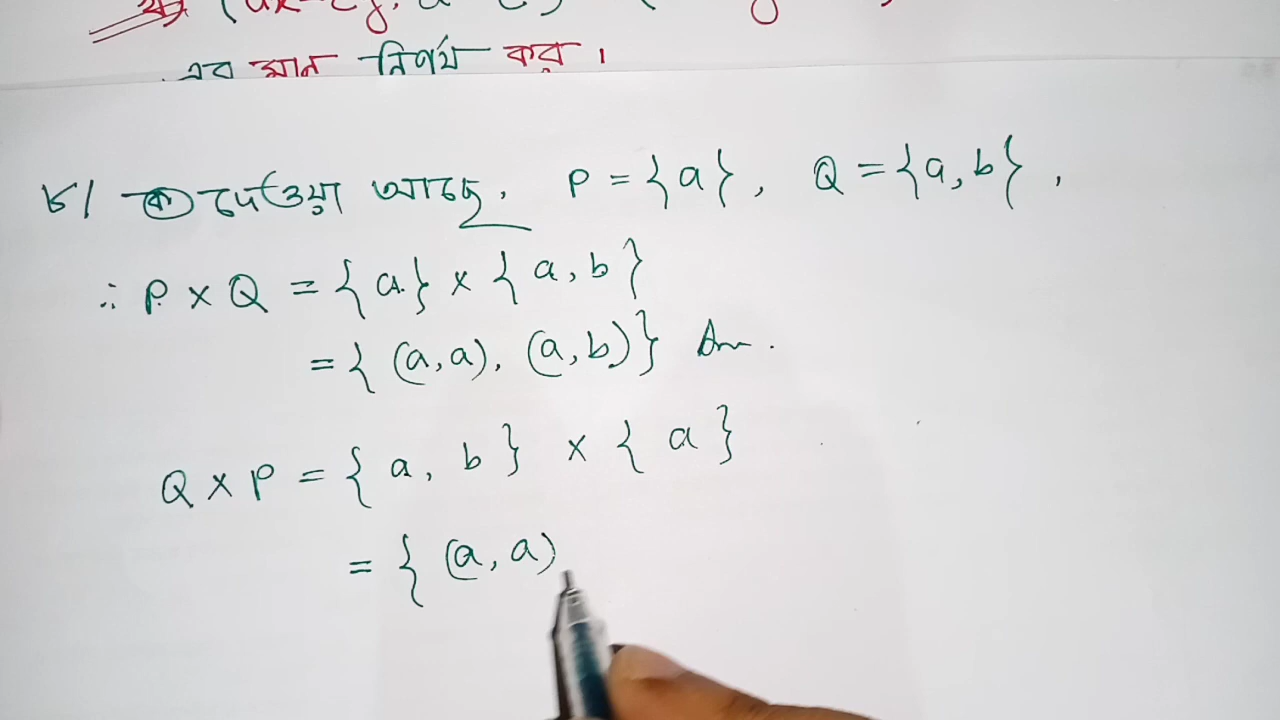 এর মান নির্ণয় কর।
৮। ক দেওয়া আছে, P = {a}, Q = {a, b},
∴ P × Q = {a} × {a, b}
= {(a, a), (a, b)} Ans.
Q × P = {a, b} × {a}
= {(a, a)